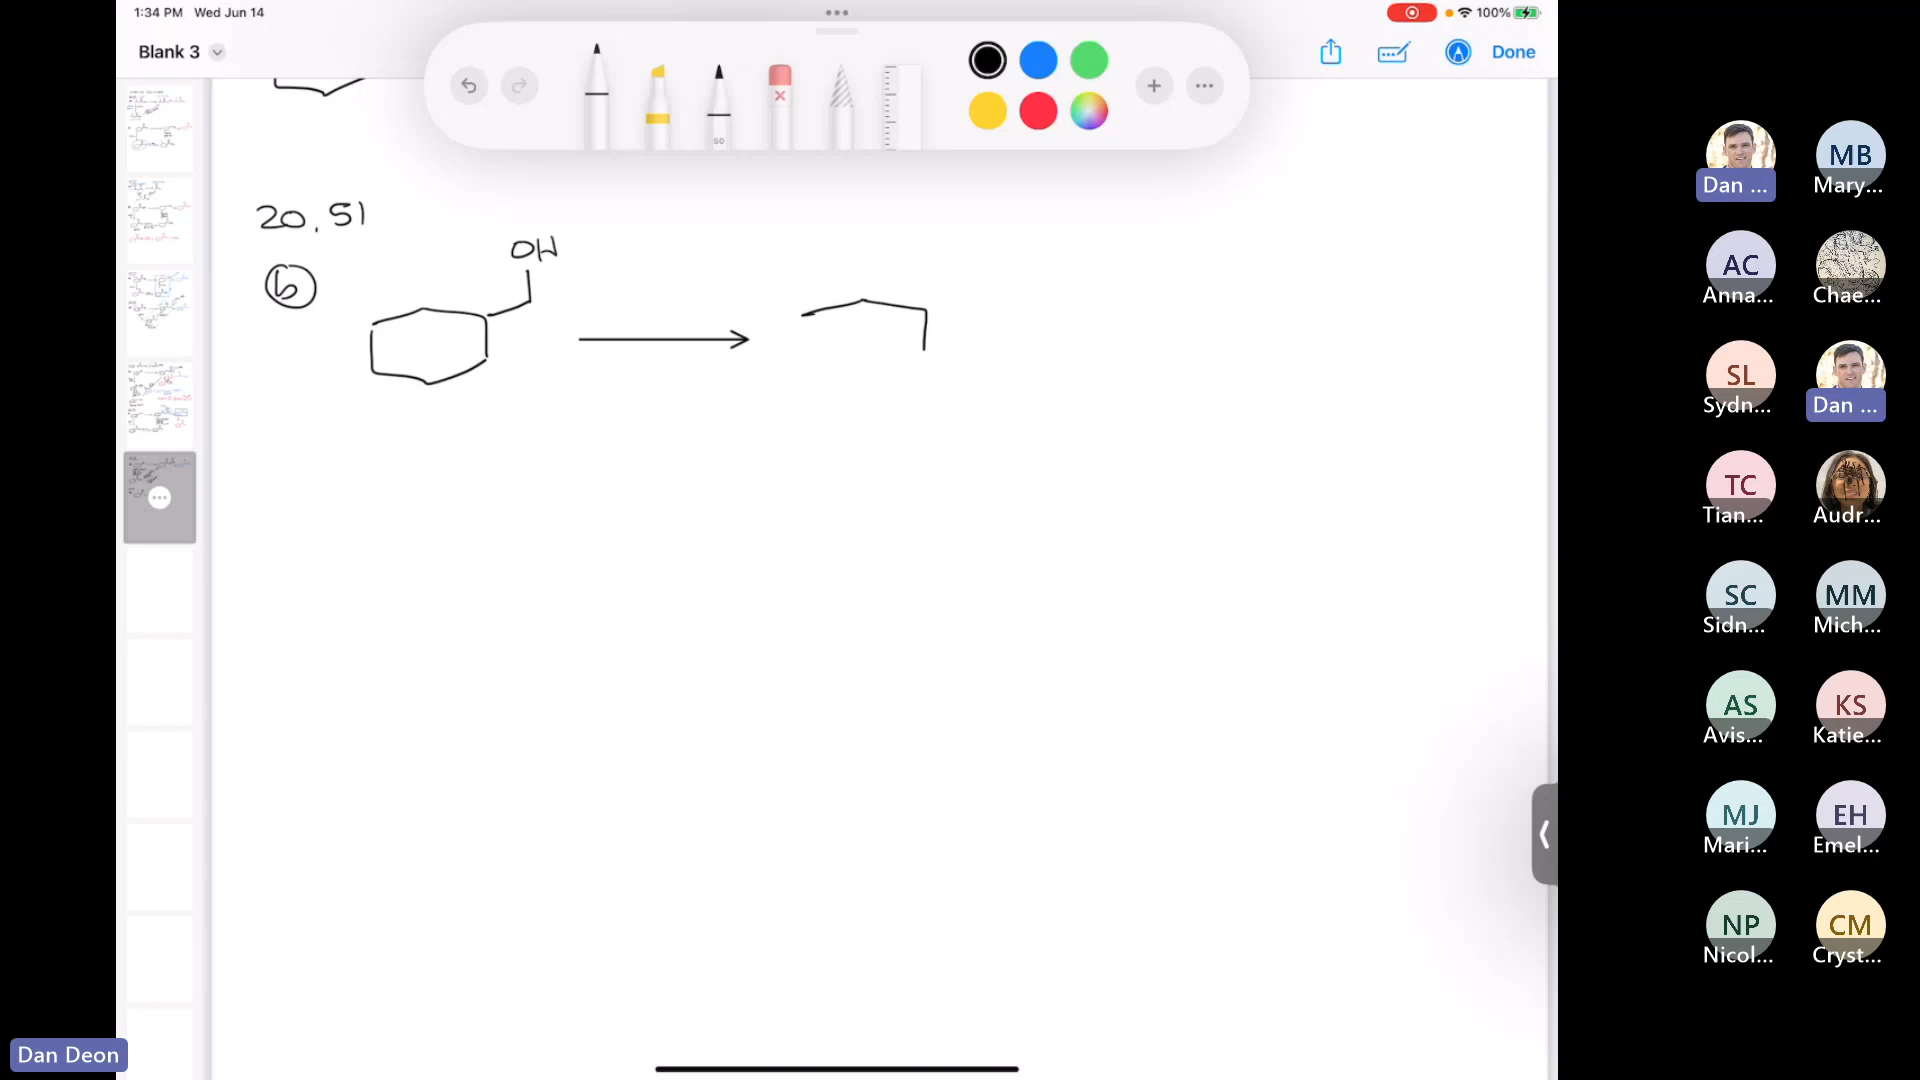 1:34 PM Wed Jun 14
100%
Blank 3
50
Done
20.51
b
OH
Dan ...
MB
Mary...
AC
Anna...
Chae...
SL
Sydn...
Dan ...
TC
Tian...
Audr...
SC
Sidn...
MM
Mich...
AS
Avis...
KS
Katie...
MJ
Mari...
EH
Emel...
NP
Nicol...
CM
Cryst...
Dan Deon